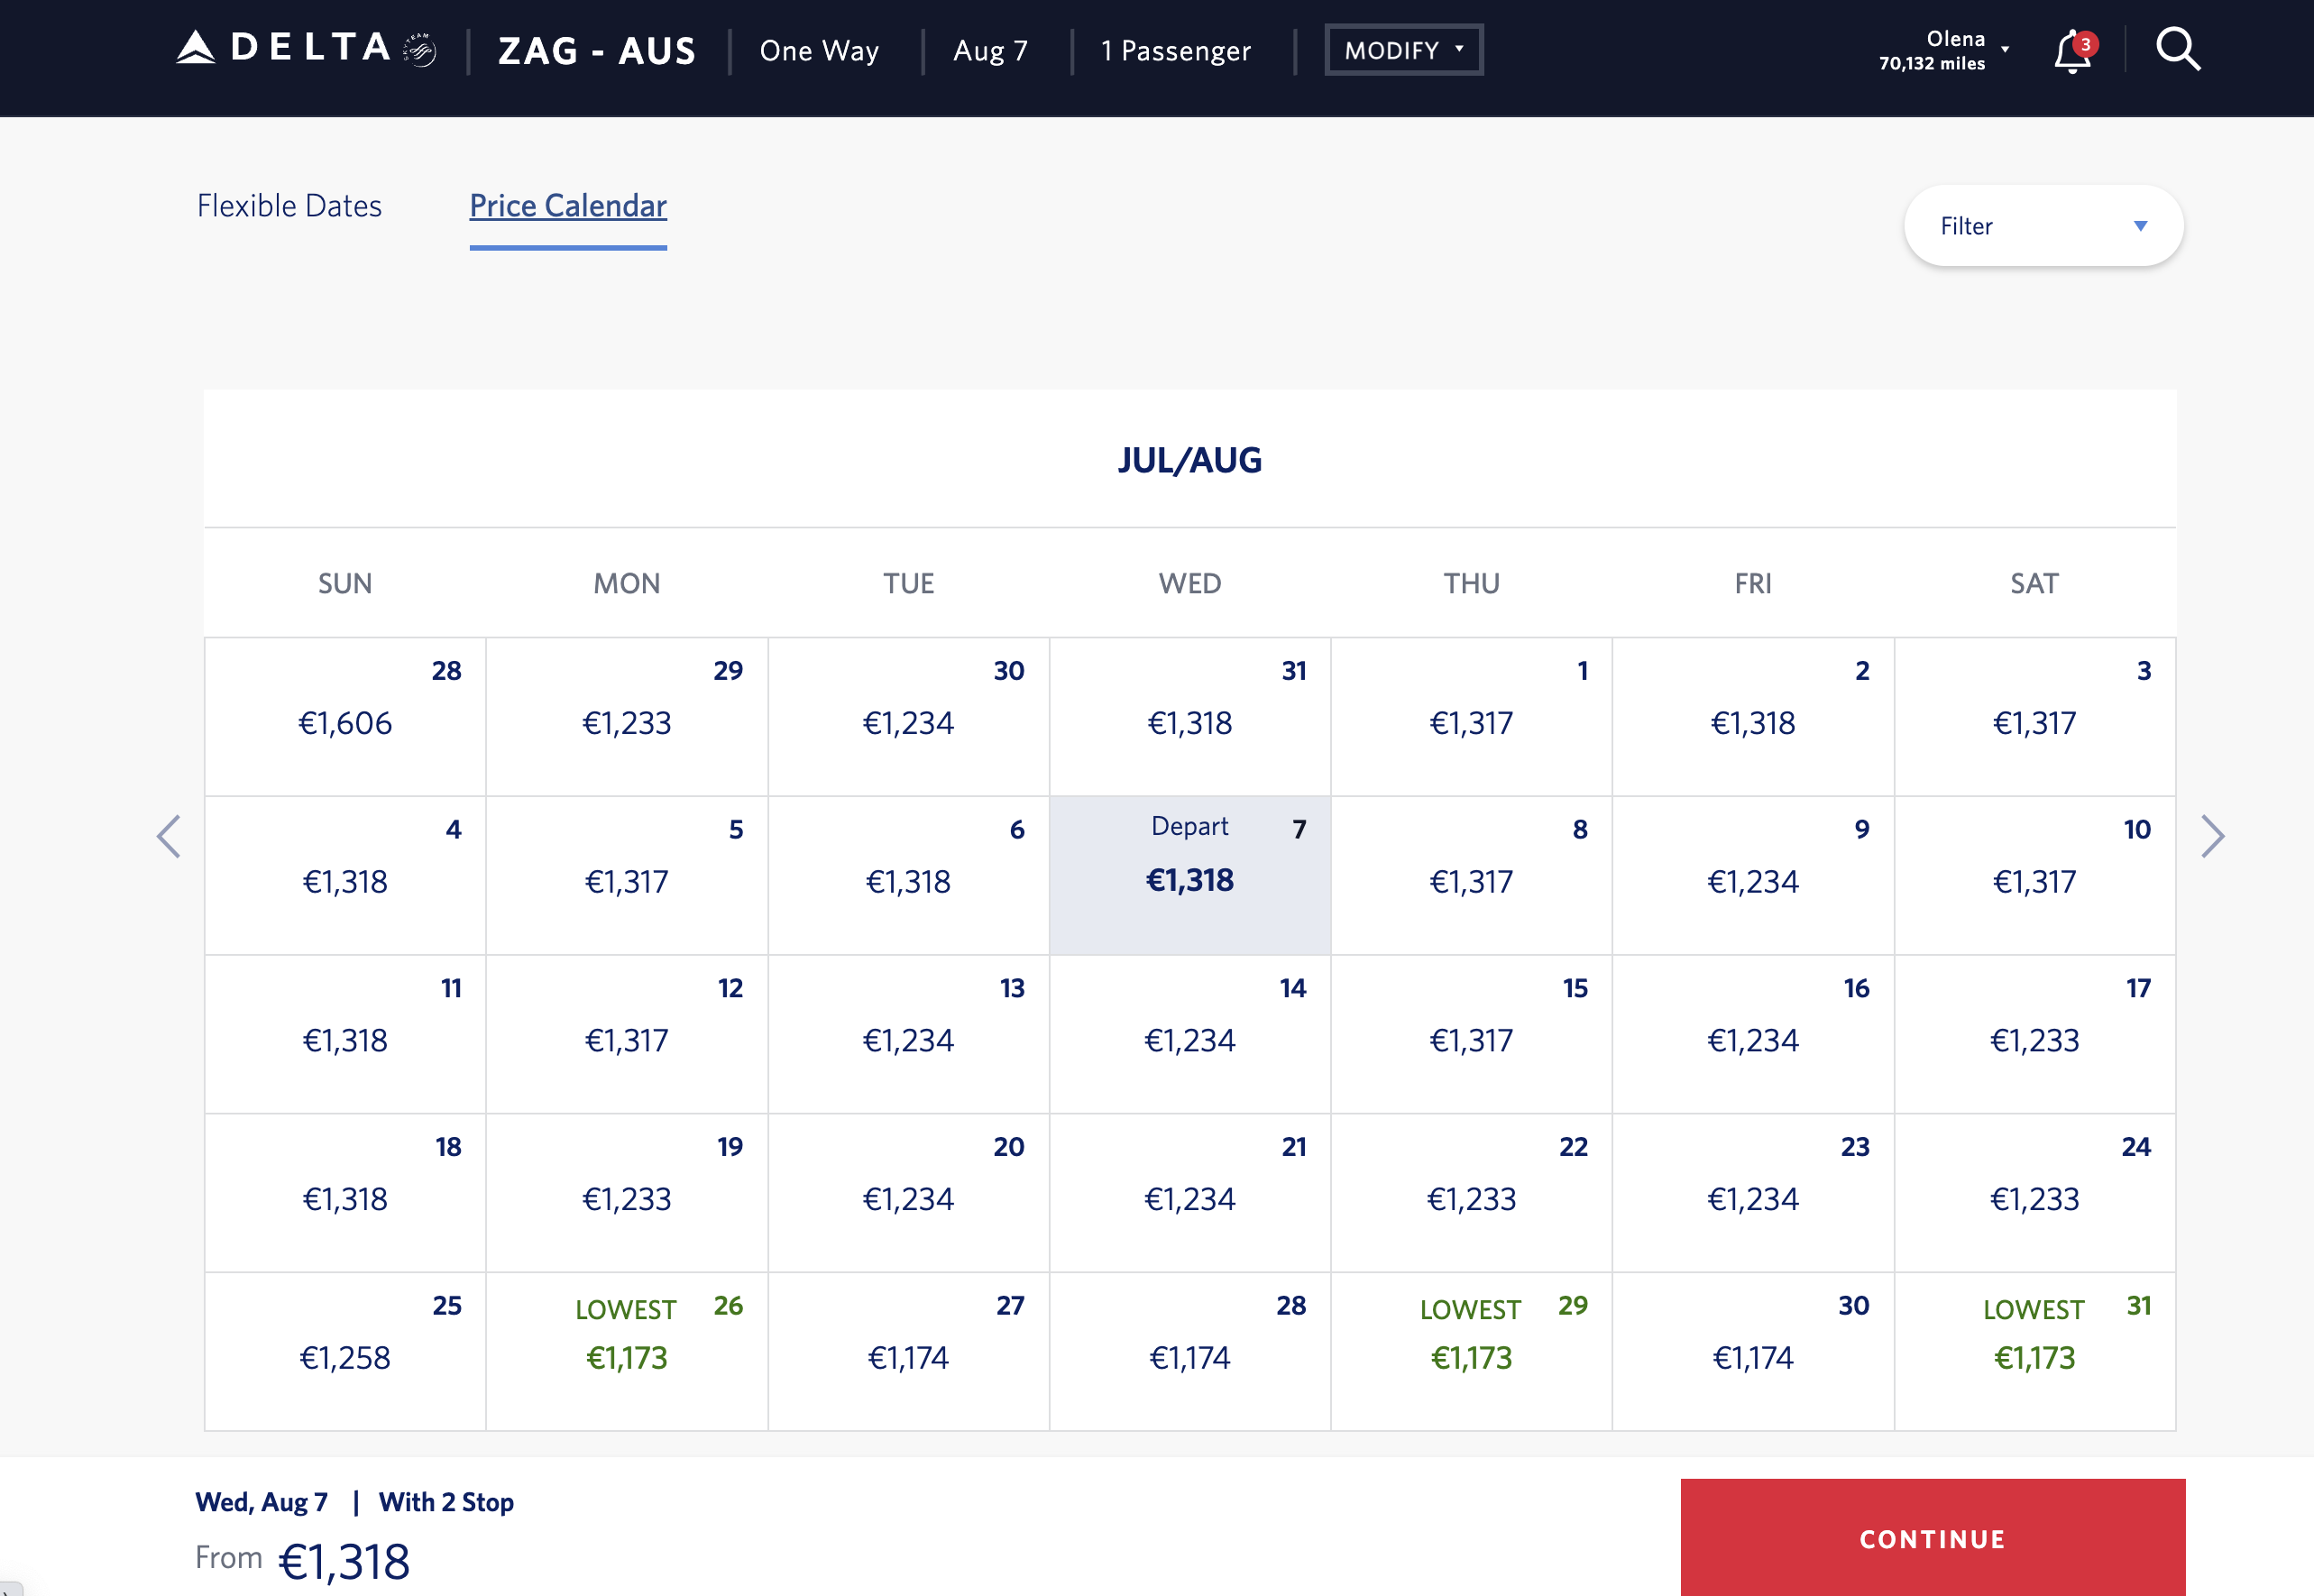 DELTA SKYTEAM ZAG - AUS One Way Aug 7 1 Passenger MODIFY Olena 3
70,132 miles
Flexible Dates Price Calendar Filter
JUL/AUG
SUN MON TUE WED THU FRI SAT
28 29 30 31 1 2 3
€1,606 €1,233 €1,234 €1,318 €1,317 €1,318 €1,317
4 5 6 Depart 7 8 9 10
€1,318 €1,317 €1,318 €1,318 €1,317 €1,234 €1,317
11 12 13 14 15 16 17
€1,318 €1,317 €1,234 €1,234 €1,317 €1,234 €1,233
18 19 20 21 22 23 24
€1,318 €1,233 €1,234 €1,234 €1,233 €1,234 €1,233
25 LOWEST 26 27 28 LOWEST 29 30 LOWEST 31
€1,258 €1,173 €1,174 €1,174 €1,173 €1,174 €1,173
Wed, Aug 7 | With 2 Stop
From €1,318
CONTINUE